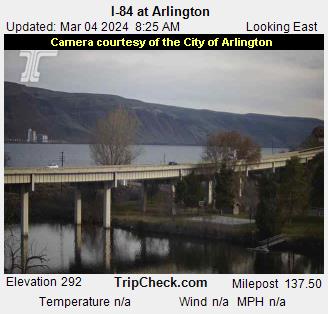 I-84 at Arlington
Updated: Mar 04 2024 8:25 AM Looking East
Camera courtesy of the City of Arlington
Elevation 292 TripCheck.com Milepost 137.50
Temperature n/a Wind n/a MPH n/a